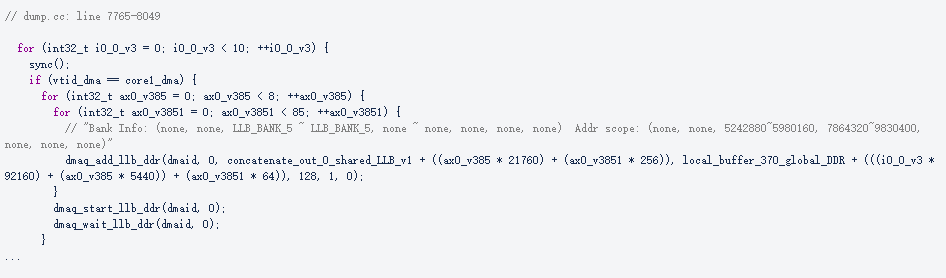 // dump.cc: line 7765-8049
for (int32_t i0_0_v3 = 0; i0_0_v3 < 10; ++i0_0_v3) {
sync();
if (vtid_dma == core1_dma) {
for (int32_t ax0_v385 = 0; ax0_v385 < 8; ++ax0_v385) {
for (int32_t ax0_v3851 = 0; ax0_v3851 < 85; ++ax0_v3851) {
// "Bank Info: (none, none, LLB_BANK_5 ~ LLB_BANK_5, none ~ none, none, none, none)  Addr scope: (none, none, 5242880~5980160, 7864320~9830400,
none, none, none)"
dmaq_add_llb_ddr(dmaid, 0, concatenate_out_0_shared_LLB_v1 + ((ax0_v385 * 21760) + (ax0_v3851 * 256)), local_buffer_370_global_DDR + (((i0_0_v3 *
92160) + (ax0_v385 * 5440)) + (ax0_v3851 * 64)), 128, 1, 0);
}
dmaq_start_llb_ddr(dmaid, 0);
dmaq_wait_llb_ddr(dmaid, 0);
}
...